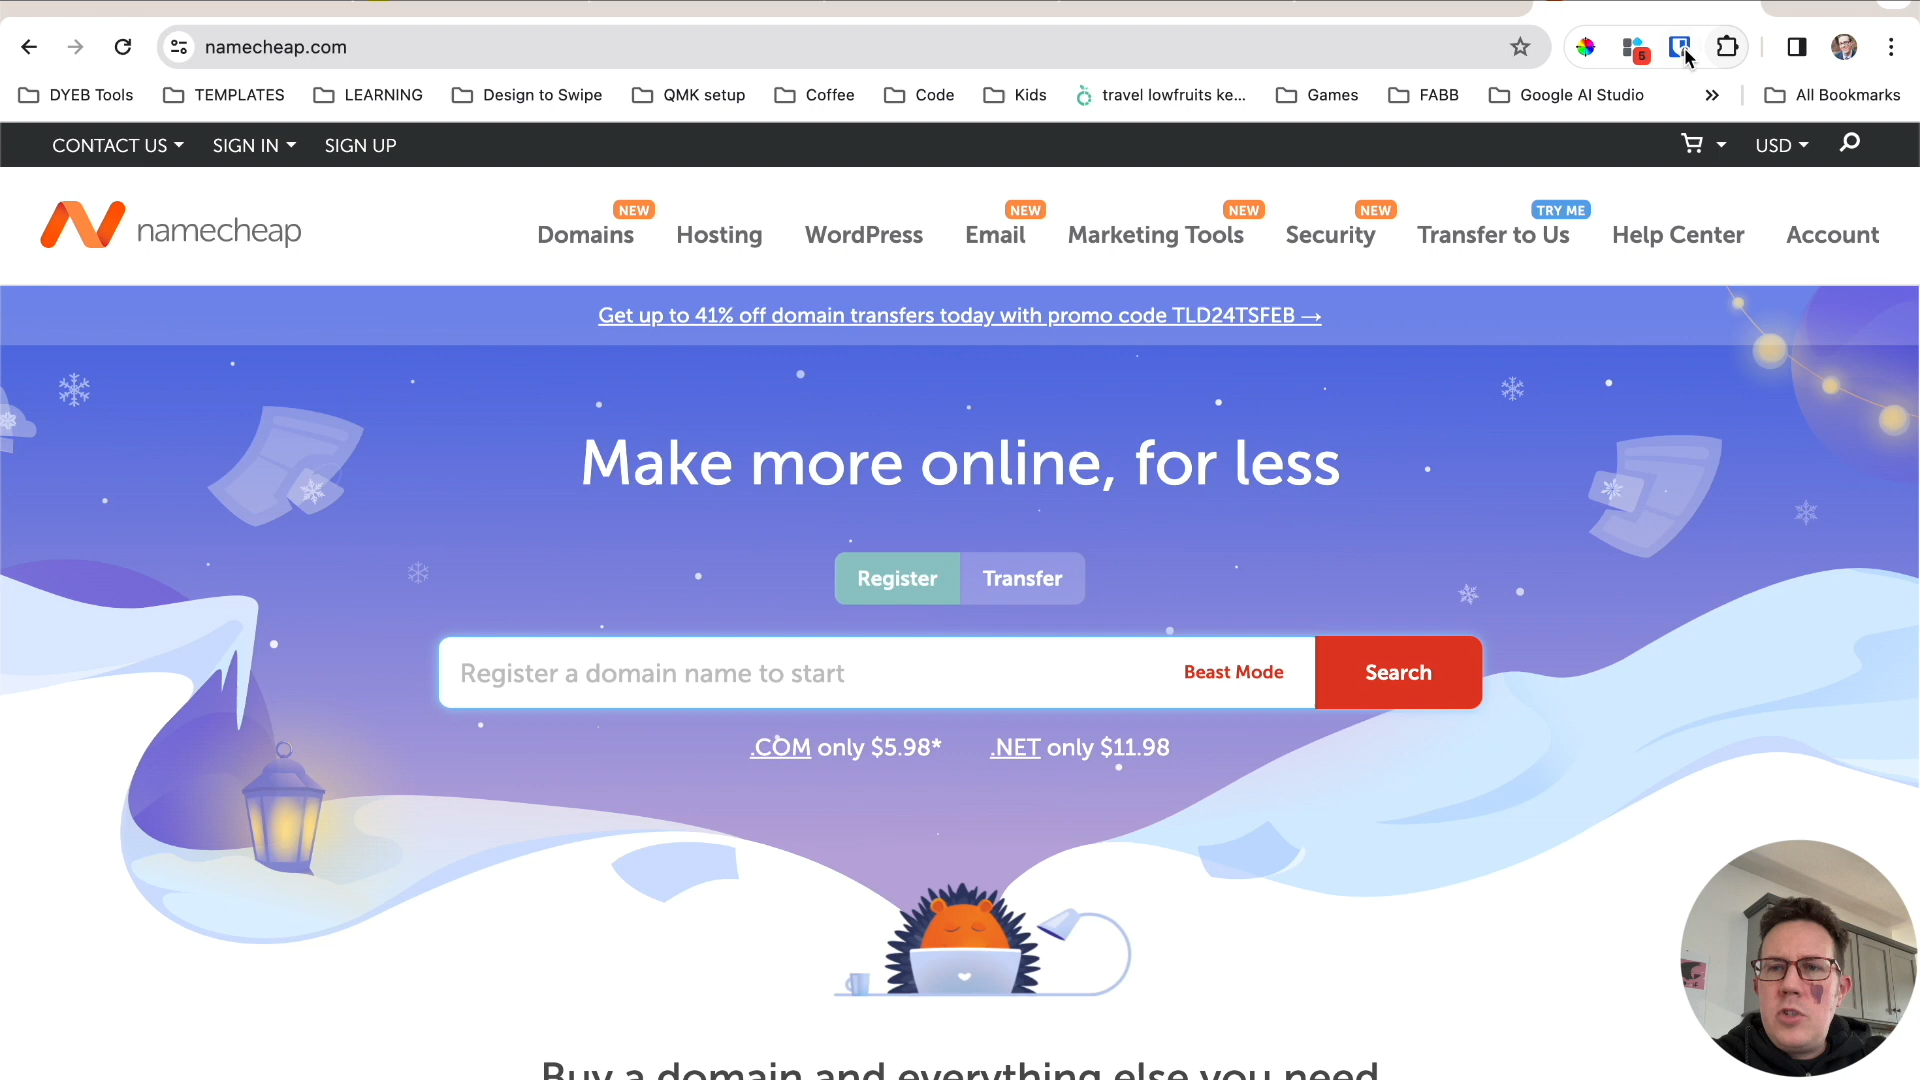 namecheap.com
5
DYEB Tools
TEMPLATES
LEARNING
Design to Swipe
QMK setup
Coffee
Code
Kids
travel lowfruits ke...
Games
FABB
Google AI Studio
All Bookmarks
CONTACT US
SIGN IN
SIGN UP
USD
namecheap
NEW
Domains
Hosting
WordPress
NEW
Email
NEW
Marketing Tools
NEW
Security
TRY ME
Transfer to Us
Help Center
Account
Get up to 41% off domain transfers today with promo code TLD24TSFEB →
Make more online, for less
Register
Transfer
Register a domain name to start
Beast Mode
Search
.COM only $5.98*
.NET only $11.98
Buy a domain and everything else you need